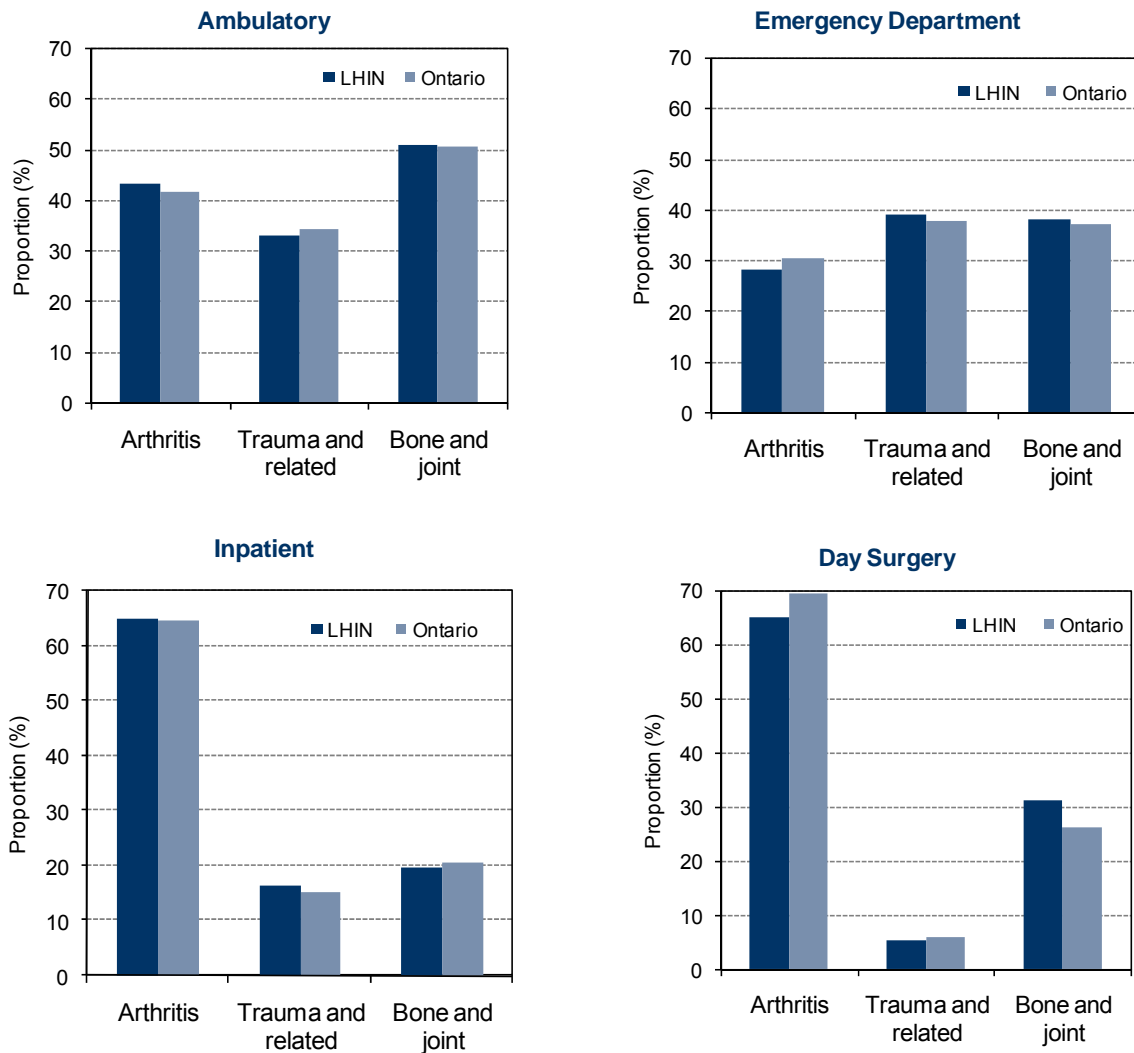 Ambulatory
70
60
50
40
30
20
10
0
Proportion (%)
LHIN Ontario
Arthritis
Trauma and
related
Bone and
joint
Emergency Department
70
60
50
40
30
20
10
0
Proportion (%)
LHIN Ontario
Arthritis
Trauma and
related
Bone and
joint
Inpatient
70
60
50
40
30
20
10
0
Proportion (%)
LHIN Ontario
Arthritis
Trauma and
related
Bone and
joint
Day Surgery
70
60
50
40
30
20
10
0
Proportion (%)
LHIN Ontario
Arthritis
Trauma and
related
Bone and
joint